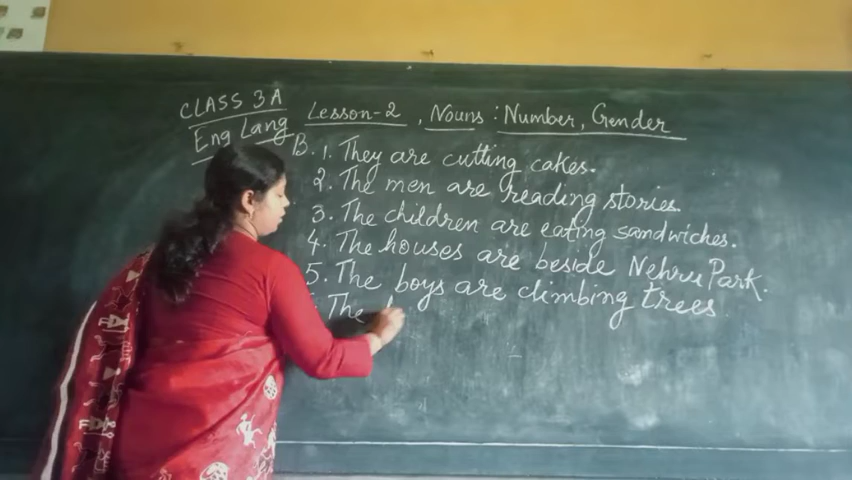 CLASS 3A Lesson-2, Nouns: Number, Gender
Eng Lang
B. 1. They are cutting cakes.
2. The men are reading stories.
3. The children are eating sandwiches.
4. The houses are beside Nehru Park.
5. The boys are climbing trees.
The